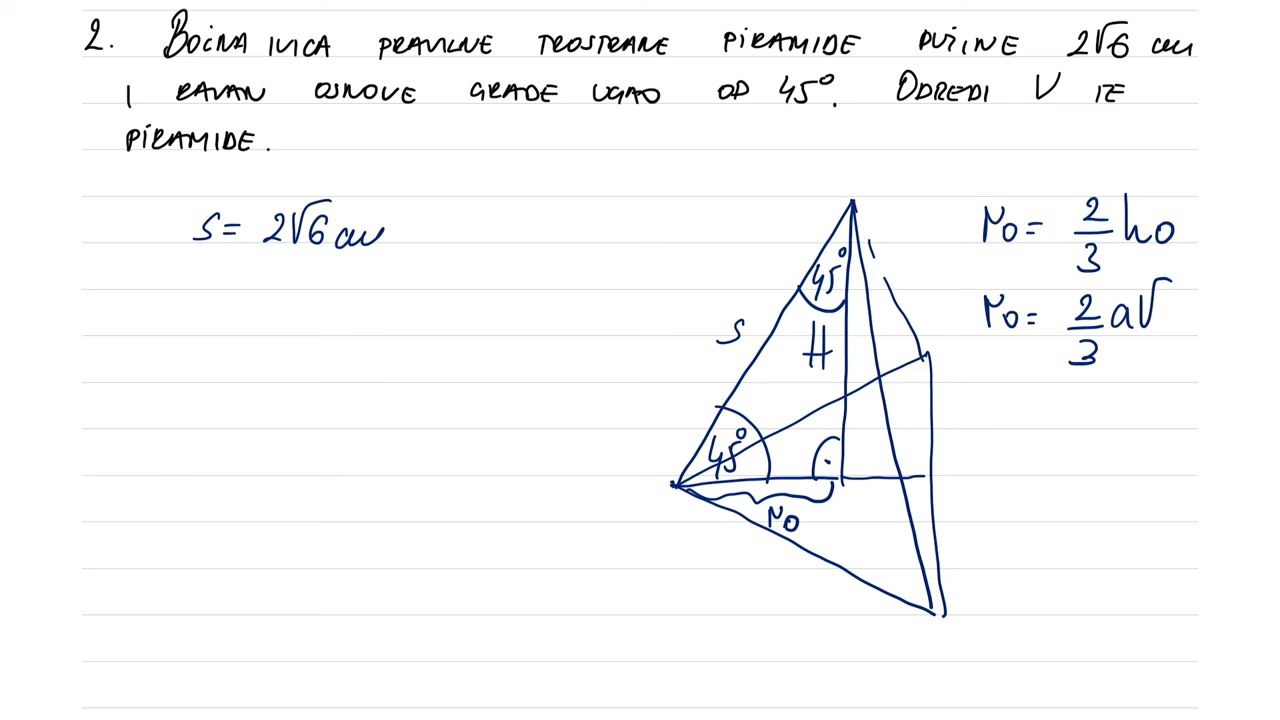 2. BOČNA IVICA PRAVILNE TROSTRANE PIRAMIDE DUŽINE 2√6 cm
I RAVAN OSNOVE GRADE UGAO OD 45°. ODREDI V TE
PIRAMIDE.
s = 2√6 cm
r0 = 2/3 h0
r0 = 2/3 a√
45°
s
H
45°
r0